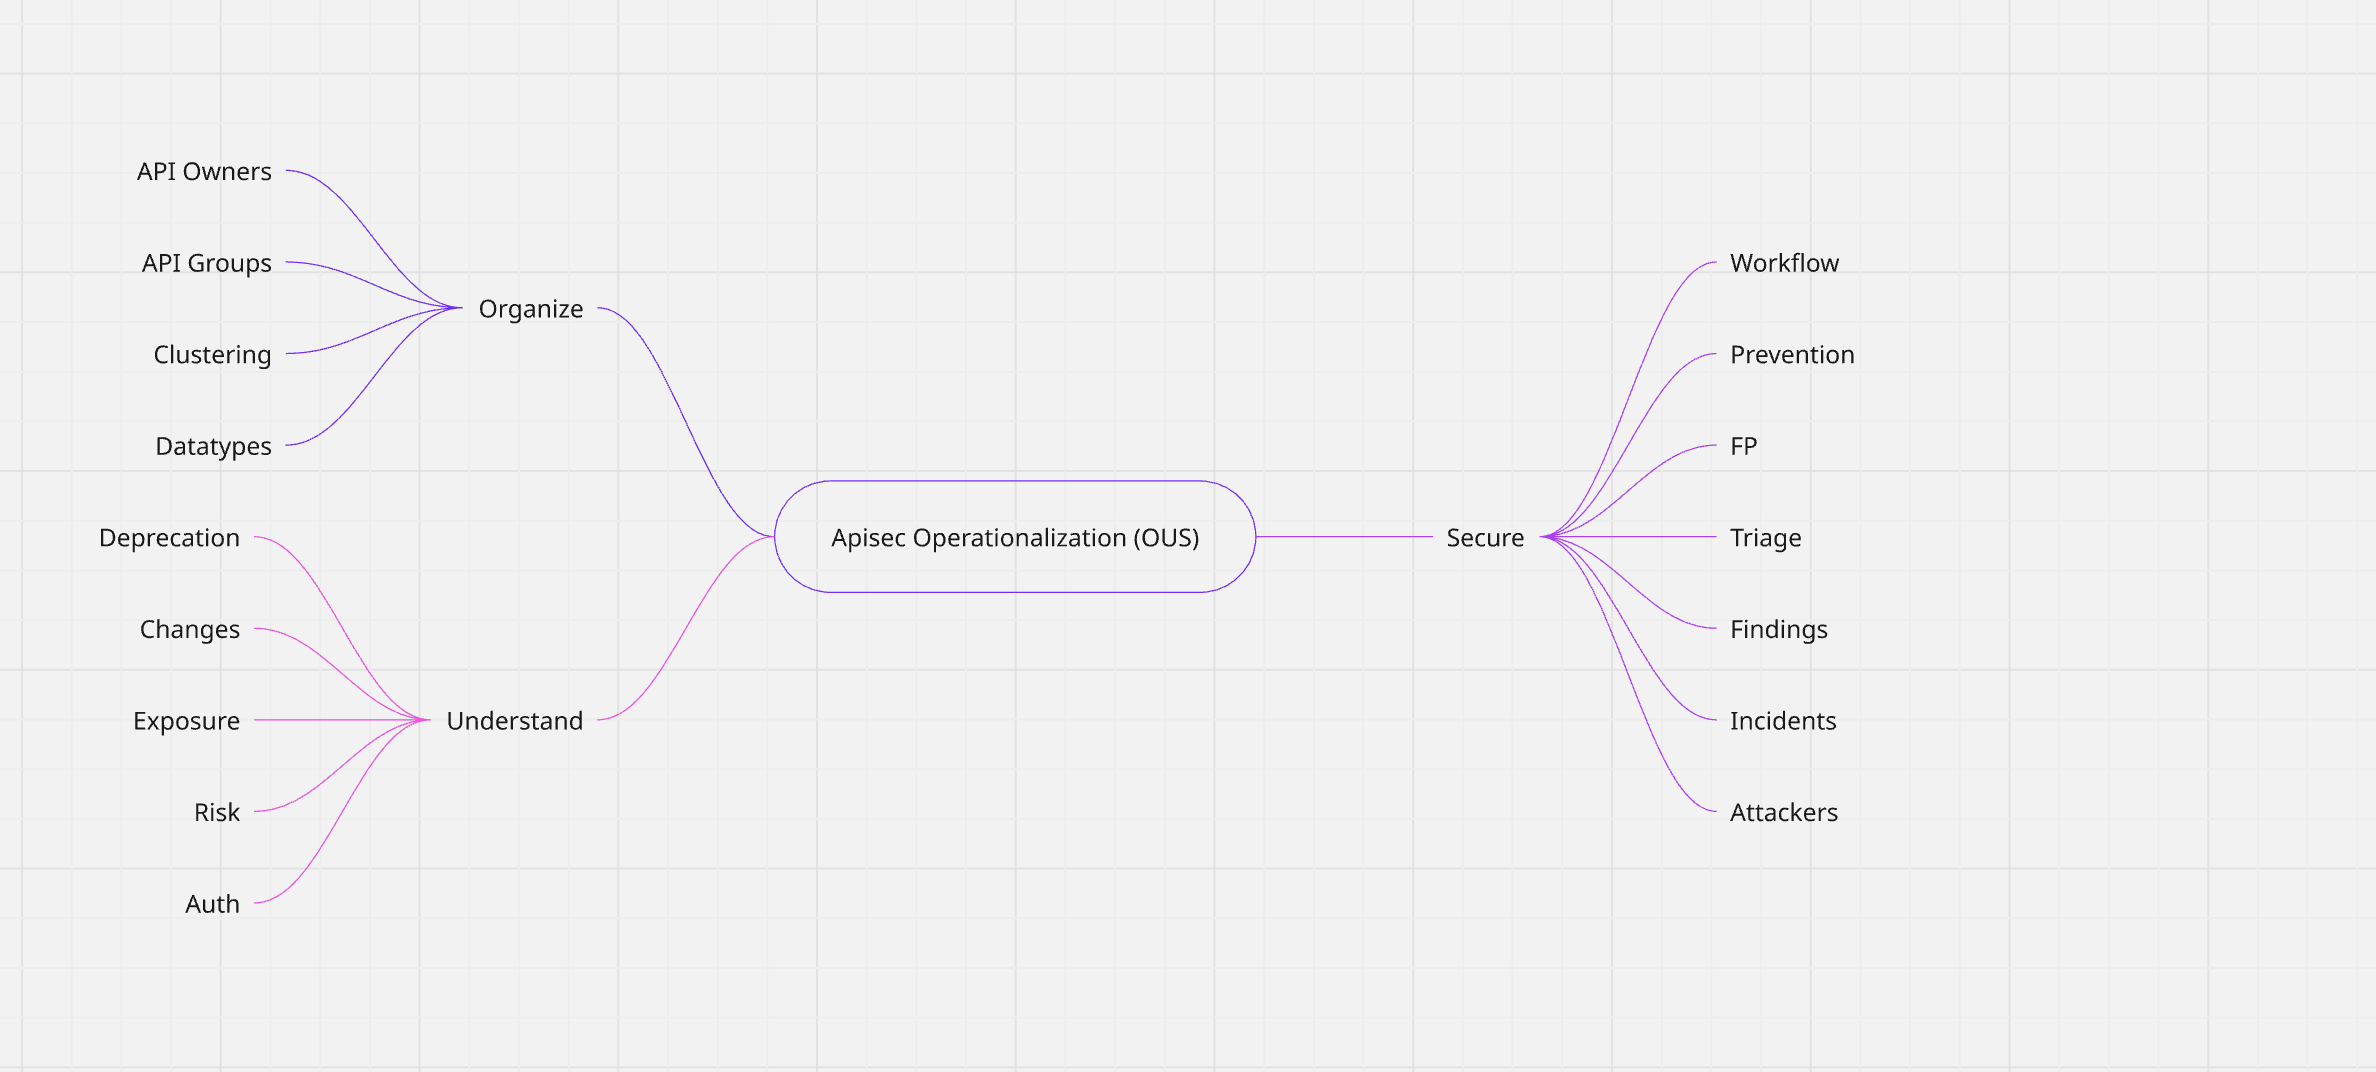 API Owners
API Groups
Clustering
Datatypes
Organize
Deprecation
Changes
Exposure
Risk
Auth
Understand
Apisec Operationalization (OUS)
Secure
Workflow
Prevention
FP
Triage
Findings
Incidents
Attackers